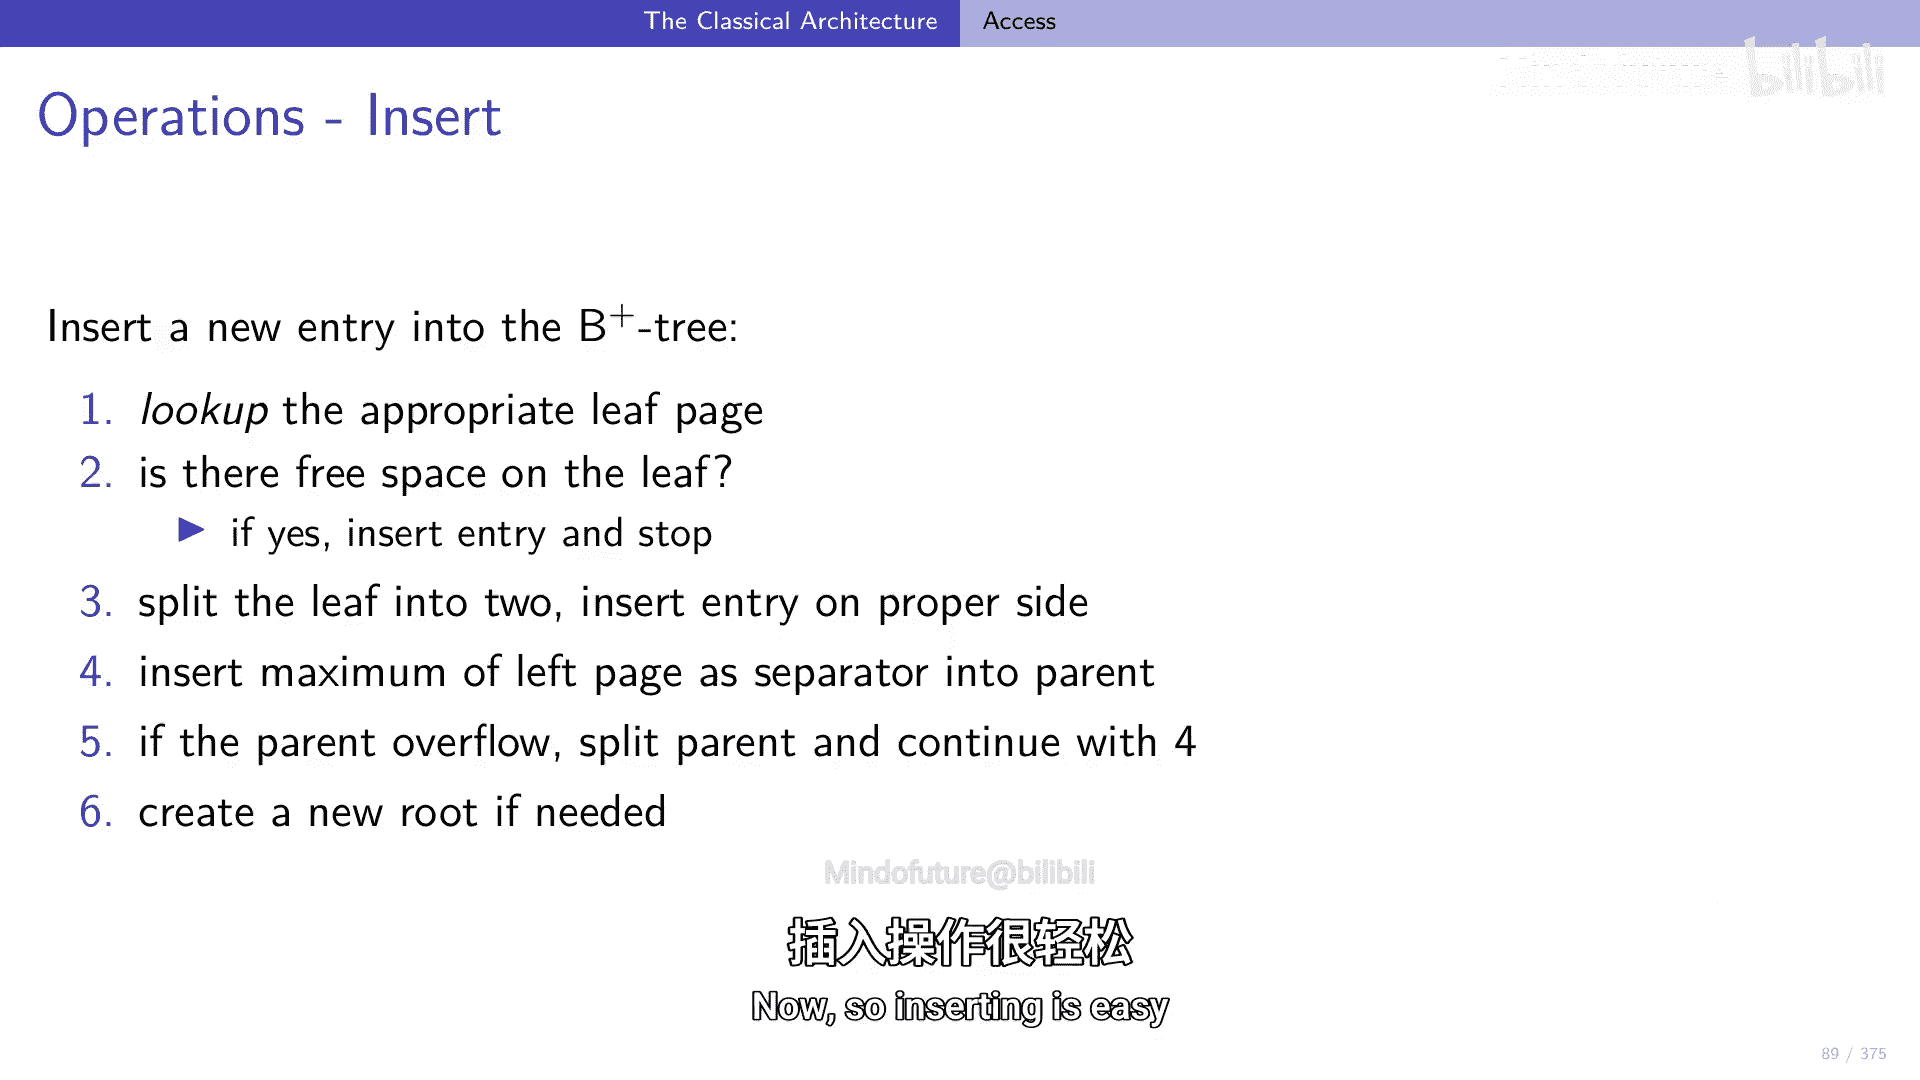 The Classical Architecture Access
bilibili
Operations - Insert
Insert a new entry into the B⁺-tree:
1. lookup the appropriate leaf page
2. is there free space on the leaf?
▶ if yes, insert entry and stop
3. split the leaf into two, insert entry on proper side
4. insert maximum of left page as separator into parent
5. if the parent overflow, split parent and continue with 4
6. create a new root if needed
Mindofuture@bilibili
插入操作很轻松
Now, so inserting is easy
89 / 375